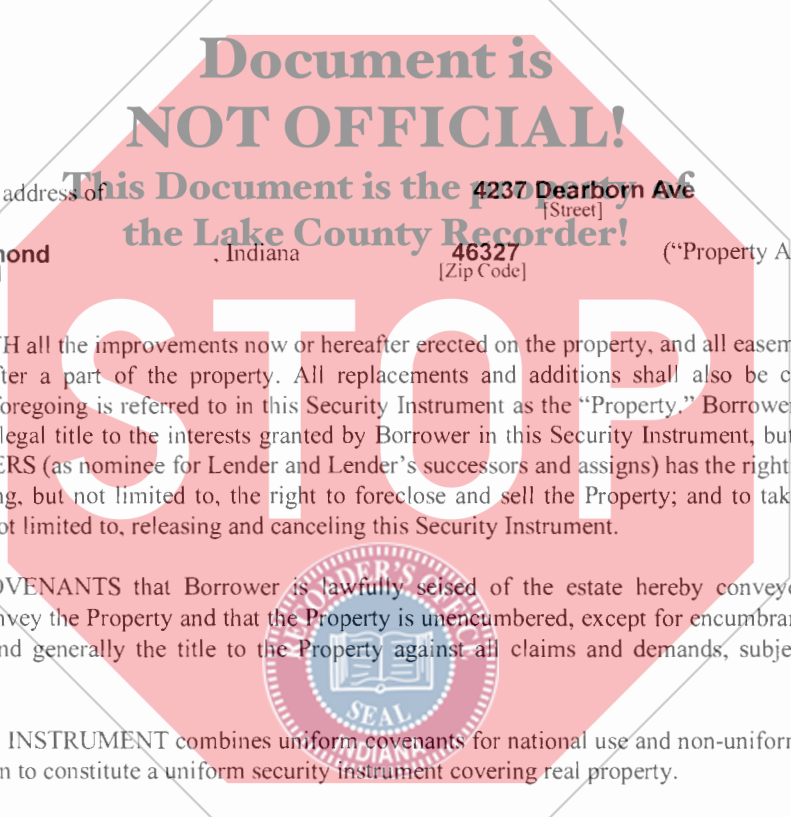 Document is
NOT OFFICIAL!
This Document is the property of
the Lake County Recorder!
address of 4237 Dearborn Ave
[Street]
mond , Indiana 46327 (“Property A
[Zip Code]
STOP
TH all the improvements now or hereafter erected on the property, and all easem
fter a part of the property. All replacements and additions shall also be c
foregoing is referred to in this Security Instrument as the “Property.” Borrower
legal title to the interests granted by Borrower in this Security Instrument, but
ERS (as nominee for Lender and Lender’s successors and assigns) has the right
ng, but not limited to, the right to foreclose and sell the Property; and to tak
ot limited to, releasing and canceling this Security Instrument.
OVENANTS that Borrower is lawfully seised of the estate hereby conveye
nvey the Property and that the Property is unencumbered, except for encumbran
nd generally the title to the Property against all claims and demands, subje
INSTRUMENT combines uniform covenants for national use and non-uniform
n to constitute a uniform security instrument covering real property.
RECORDER'S OFFICE
SEAL
INDIANA